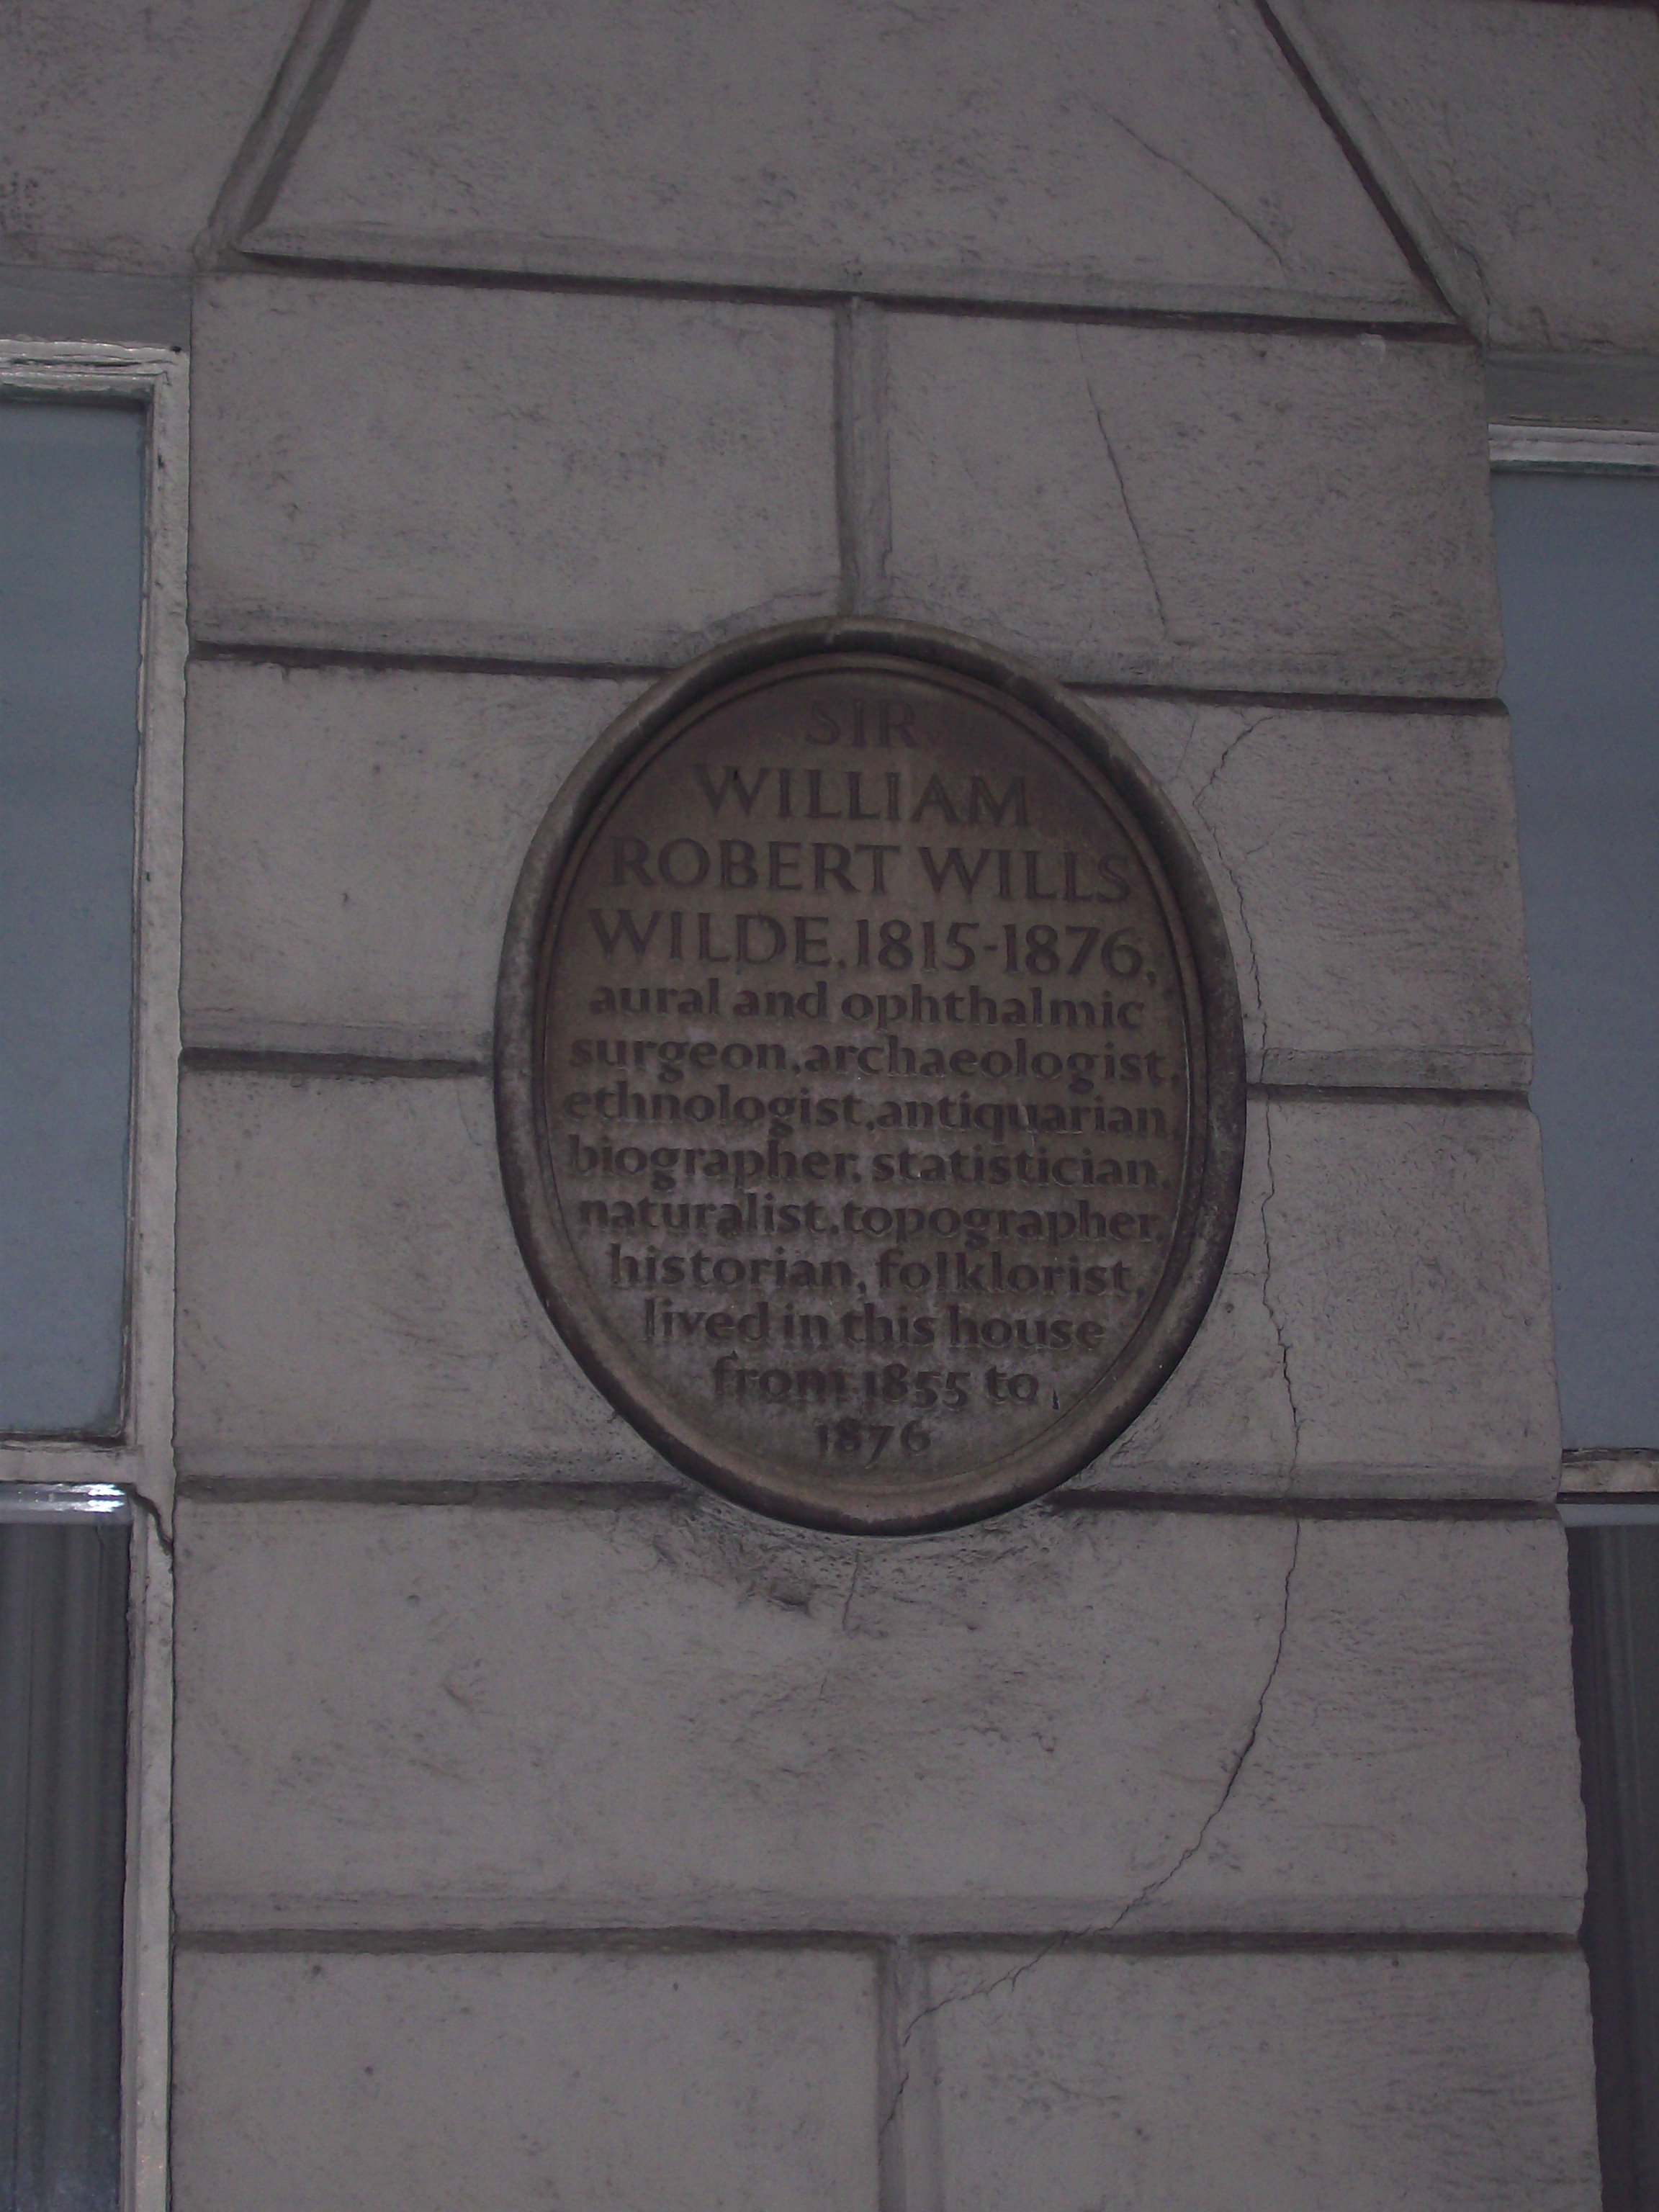 SIR
WILLIAM
ROBERT WILLS
WILDE, 1815-1876,
aural and ophthalmic
surgeon, archaeologist,
ethnologist, antiquarian,
biographer, statistician,
naturalist, topographer,
historian, folklorist,
lived in this house
from 1855 to
1876